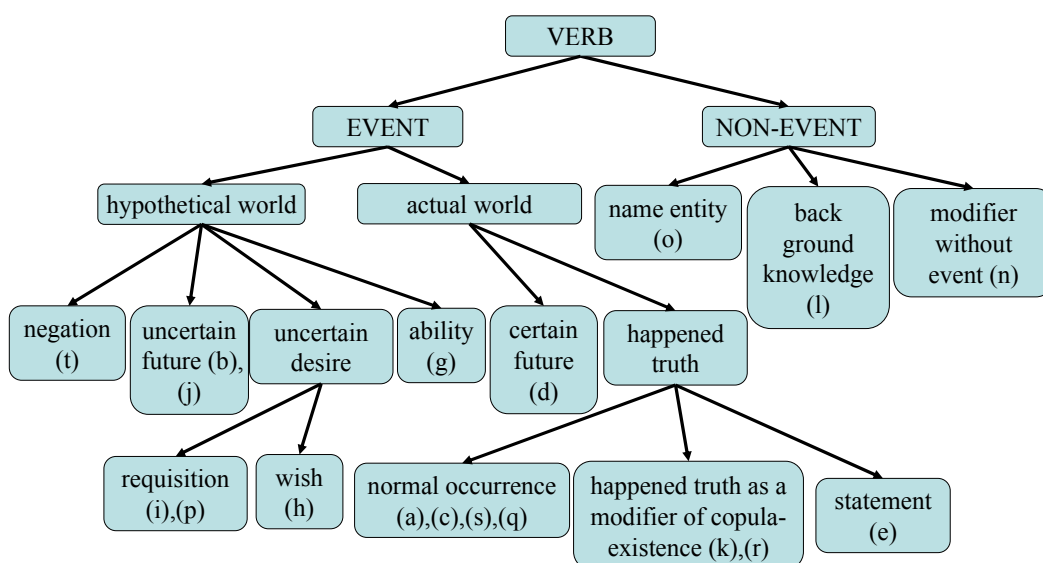 VERB
EVENT
NON-EVENT
hypothetical world
actual world
name entity
(o)
back
ground
knowledge
(l)
modifier
without
event (n)
negation
(t)
uncertain
future (b),
(j)
uncertain
desire
ability
(g)
certain
future
(d)
happened
truth
requisition
(i),(p)
wish
(h)
normal occurrence
(a),(c),(s),(q)
happened truth as a
modifier of copula-
existence (k),(r)
statement
(e)